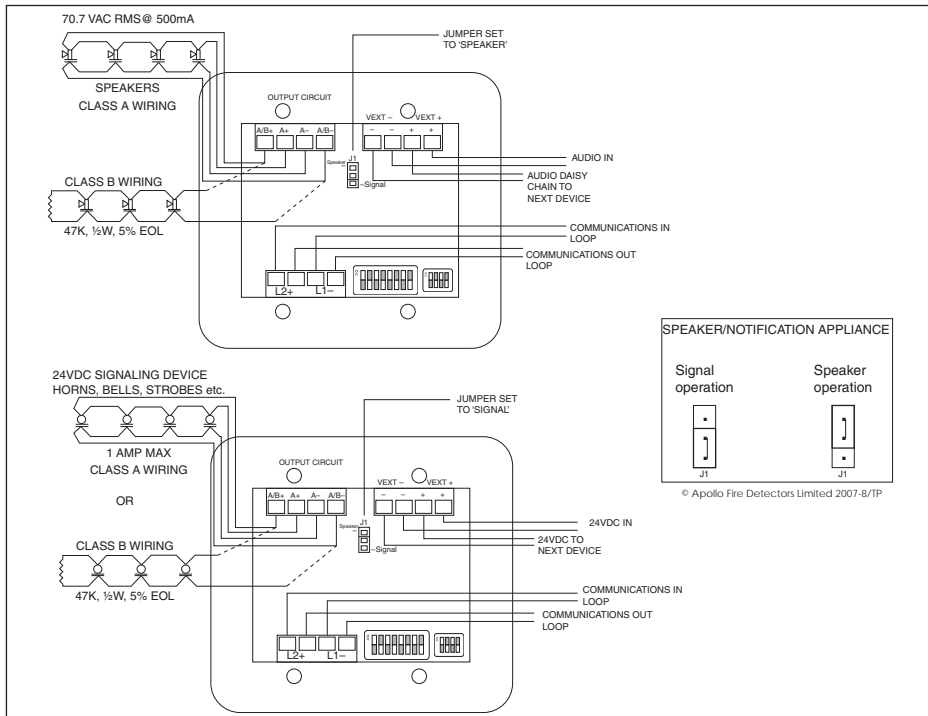 70.7 VAC RMS@ 500mA
JUMPER SET
TO 'SPEAKER'
SPEAKERS
CLASS A WIRING
OUTPUT CIRCUIT
VEXT – VEXT +
A/B+ A+ A– A/B–
– – + +
J1
Speaker–
–Signal
AUDIO IN
AUDIO DAISY
CHAIN TO
NEXT DEVICE
CLASS B WIRING
47K, ½W, 5% EOL
COMMUNICATIONS IN
LOOP
COMMUNICATIONS OUT
LOOP
L2+ L1–
SPEAKER/NOTIFICATION APPLIANCE
Signal
operation
Speaker
operation
J1 J1
© Apollo Fire Detectors Limited 2007-8/TP
24VDC SIGNALING DEVICE
HORNS, BELLS, STROBES etc.
JUMPER SET
TO 'SIGNAL'
1 AMP MAX
CLASS A WIRING
OR
OUTPUT CIRCUIT
VEXT – VEXT +
A/B+ A+ A– A/B–
– – + +
J1
Speaker–
–Signal
24VDC IN
24VDC TO
NEXT DEVICE
CLASS B WIRING
47K, ½W, 5% EOL
COMMUNICATIONS IN
LOOP
COMMUNICATIONS OUT
LOOP
L2+ L1–